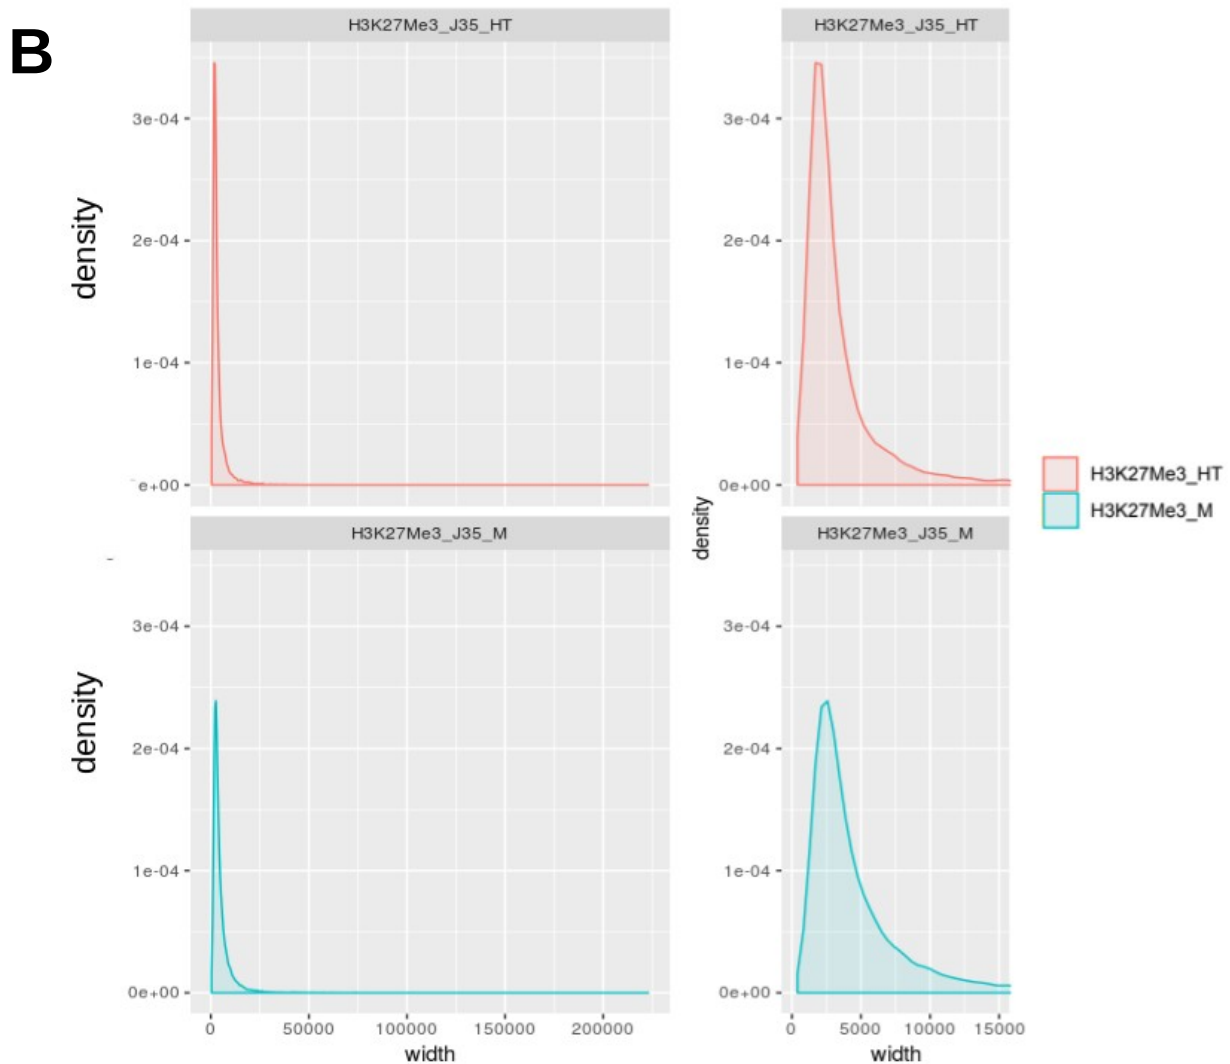 B
H3K27Me3_J35_HT
H3K27Me3_J35_HT
3e-04
2e-04
1e-04
e+00
density
3e-04
2e-04
1e-04
0e+00
H3K27Me3_HT
H3K27Me3_M
density
H3K27Me3_J35_M
H3K27Me3_J35_M
3e-04
2e-04
1e-04
0e+00
density
3e-04
2e-04
1e-04
0e+00
0 50000 100000 150000 200000
width
0 5000 10000 15000
width